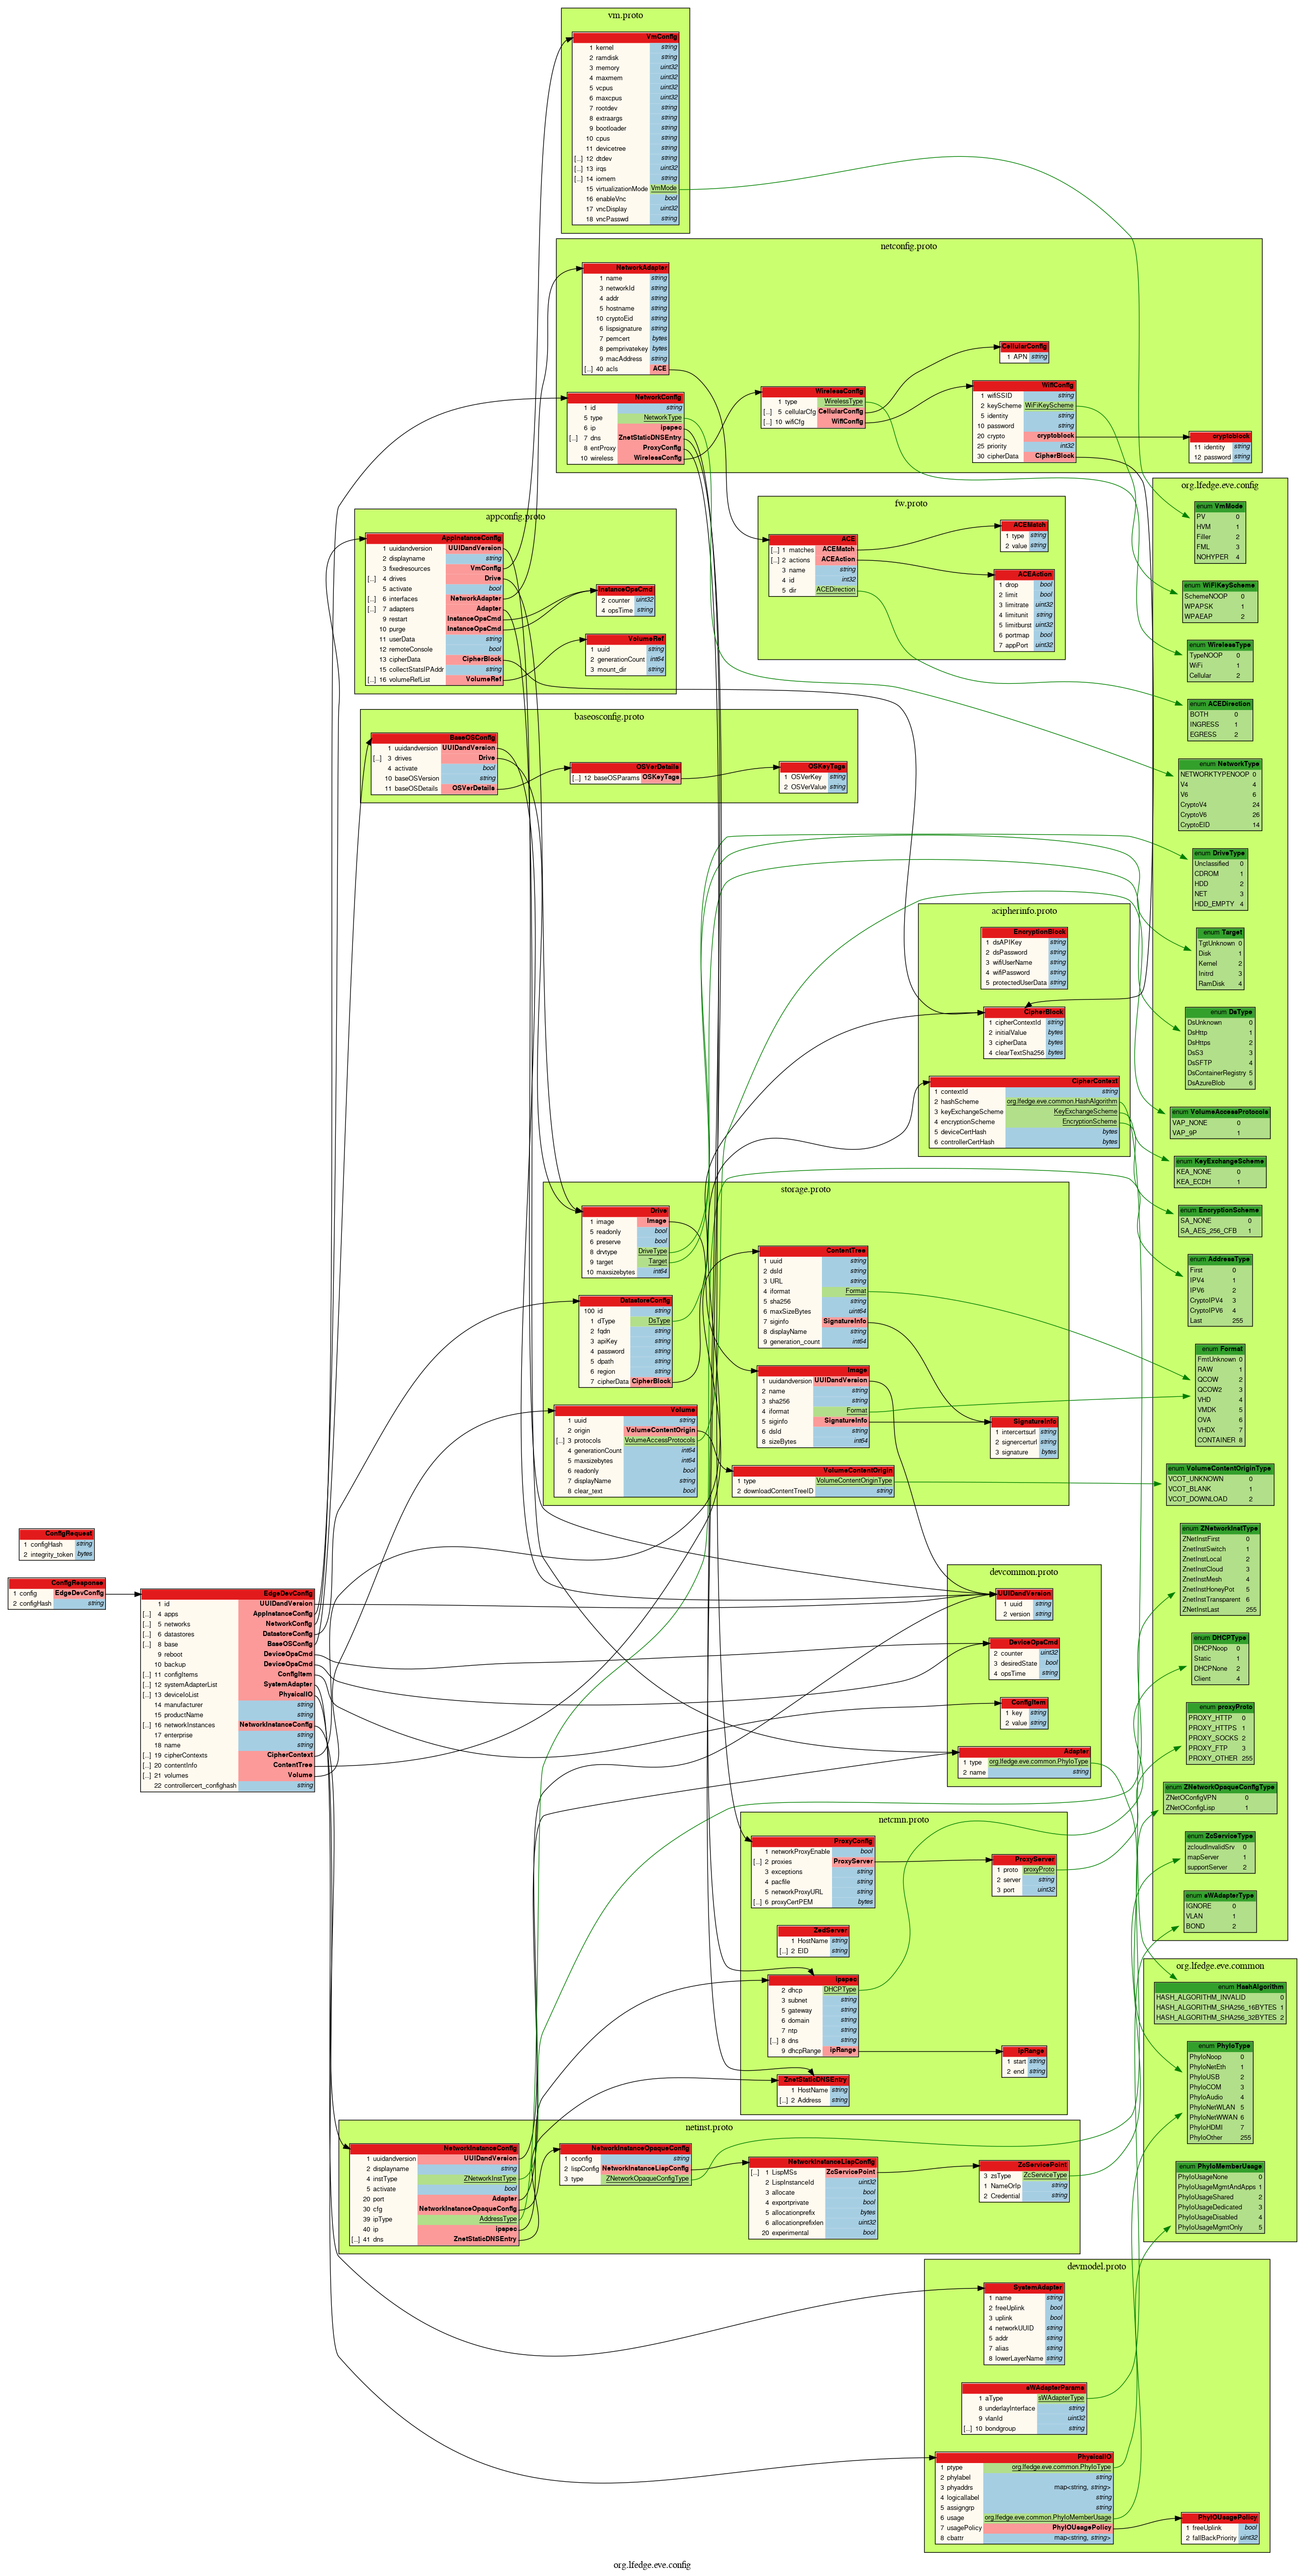 vm.proto
VmConfig
1 kernel string
2 ramdisk string
3 memory uint32
4 maxmem uint32
5 vcpus uint32
6 maxcpus uint32
7 rootdev string
8 extraargs string
9 bootloader string
10 cpus string
11 devicetree string
[...] 12 dtdev string
[...] 13 irqs uint32
[...] 14 iomem string
15 virtualizationMode VmMode
16 enableVnc bool
17 vncDisplay uint32
18 vncPasswd string
netconfig.proto
NetworkAdapter
1 name string
3 networkId string
4 addr string
5 hostname string
10 cryptoEid string
6 lispsignature string
7 pemcert bytes
8 pemprivatekey bytes
9 macAddress string
[...] 40 acls ACE
NetworkConfig
1 id string
5 type NetworkType
6 ip ipspec
[...] 7 dns ZnetStaticDNSEntry
8 entProxy ProxyConfig
10 wireless WirelessConfig
WirelessConfig
1 type WirelessType
[...] 5 cellularCfg CellularConfig
[...] 10 wifiCfg WifiConfig
CellularConfig
1 APN string
WifiConfig
1 wifiSSID string
2 keyScheme WiFiKeyScheme
5 identity string
10 password string
20 crypto cryptoblock
25 priority int32
30 cipherData CipherBlock
cryptoblock
11 identity string
12 password string
appconfig.proto
AppInstanceConfig
1 uuidandversion UUIDandVersion
2 displayname string
3 fixedresources VmConfig
[...] 4 drives Drive
5 activate bool
[...] 6 interfaces NetworkAdapter
[...] 7 adapters Adapter
9 restart InstanceOpsCmd
10 purge InstanceOpsCmd
11 userData string
12 remoteConsole bool
13 cipherData CipherBlock
15 collectStatsIPAddr string
[...] 16 volumeRefList VolumeRef
InstanceOpsCmd
2 counter uint32
4 opsTime string
VolumeRef
1 uuid string
2 generationCount int64
3 mount_dir string
fw.proto
ACE
[...] 1 matches ACEMatch
[...] 2 actions ACEAction
3 name string
4 id int32
5 dir ACEDirection
ACEMatch
1 type string
2 value string
ACEAction
1 drop bool
2 limit bool
3 limitrate uint32
4 limitunit string
5 limitburst uint32
6 portmap bool
7 appPort uint32
baseosconfig.proto
BaseOSConfig
1 uuidandversion UUIDandVersion
[...] 3 drives Drive
4 activate bool
10 baseOSVersion string
11 baseOSDetails OSVerDetails
OSVerDetails
[...] 12 baseOSParams OSKeyTags
OSKeyTags
1 OSVerKey string
2 OSVerValue string
acipherinfo.proto
EncryptionBlock
1 dsAPIKey string
2 dsPassword string
3 wifiUserName string
4 wifiPassword string
5 protectedUserData string
CipherBlock
1 cipherContextId string
2 initialValue bytes
3 cipherData bytes
4 clearTextSha256 bytes
CipherContext
1 contextId string
2 hashScheme org.lfedge.eve.common.HashAlgorithm
3 keyExchangeScheme KeyExchangeScheme
4 encryptionScheme EncryptionScheme
5 deviceCertHash bytes
6 controllerCertHash bytes
storage.proto
Drive
1 image Image
5 readonly bool
6 preserve bool
8 drvtype DriveType
9 target Target
10 maxsizebytes int64
DatastoreConfig
100 id string
1 dType DsType
2 fqdn string
3 apiKey string
4 password string
5 dpath string
6 region string
7 cipherData CipherBlock
Volume
1 uuid string
2 origin VolumeContentOrigin
[...] 3 protocols VolumeAccessProtocols
4 generationCount int64
5 maxsizebytes int64
6 readonly bool
7 displayName string
8 clear_text bool
ContentTree
1 uuid string
2 dsId string
3 URL string
4 iformat Format
5 sha256 string
6 maxSizeBytes uint64
7 siginfo SignatureInfo
8 displayName string
9 generation_count int64
Image
1 uuidandversion UUIDandVersion
2 name string
3 sha256 string
4 iformat Format
5 siginfo SignatureInfo
6 dsId string
8 sizeBytes int64
VolumeContentOrigin
1 type VolumeContentOriginType
2 downloadContentTreeID string
SignatureInfo
1 intercertsurl string
2 signercerturl string
3 signature bytes
ConfigRequest
1 configHash string
2 integrity_token bytes
ConfigResponse
1 config EdgeDevConfig
2 configHash string
EdgeDevConfig
1 id UUIDandVersion
[...] 4 apps AppInstanceConfig
[...] 5 networks NetworkConfig
[...] 6 datastores DatastoreConfig
[...] 8 base BaseOSConfig
9 reboot DeviceOpsCmd
10 backup DeviceOpsCmd
[...] 11 configItems ConfigItem
[...] 12 systemAdapterList SystemAdapter
[...] 13 deviceIoList PhysicalIO
14 manufacturer string
15 productName string
[...] 16 networkInstances NetworkInstanceConfig
17 enterprise string
18 name string
[...] 19 cipherContexts CipherContext
[...] 20 contentInfo ContentTree
[...] 21 volumes Volume
22 controllercert_confighash string
devcommon.proto
UUIDandVersion
1 uuid string
2 version string
DeviceOpsCmd
2 counter uint32
3 desiredState bool
4 opsTime string
ConfigItem
1 key string
2 value string
Adapter
1 type org.lfedge.eve.common.PhyIoType
2 name string
netcmn.proto
ProxyConfig
1 networkProxyEnable bool
[...] 2 proxies ProxyServer
3 exceptions string
4 pacfile string
5 networkProxyURL string
[...] 6 proxyCertPEM bytes
ProxyServer
1 proto proxyProto
2 server string
3 port uint32
ZedServer
1 HostName string
[...] 2 EID string
ipspec
2 dhcp DHCPType
3 subnet string
5 gateway string
6 domain string
7 ntp string
[...] 8 dns string
9 dhcpRange ipRange
ipRange
1 start string
2 end string
ZnetStaticDNSEntry
1 HostName string
[...] 2 Address string
netinst.proto
NetworkInstanceConfig
1 uuidandversion UUIDandVersion
2 displayname string
4 instType ZNetworkInstType
5 activate bool
20 port Adapter
30 cfg NetworkInstanceOpaqueConfig
39 ipType AddressType
40 ip ipspec
[...] 41 dns ZnetStaticDNSEntry
NetworkInstanceOpaqueConfig
1 oconfig string
2 lispConfig NetworkInstanceLispConfig
3 type ZNetworkOpaqueConfigType
NetworkInstanceLispConfig
[...] 1 LispMSs ZcServicePoint
2 LispInstanceId uint32
3 allocate bool
4 exportprivate bool
5 allocationprefix bytes
6 allocationprefixlen uint32
20 experimental bool
ZcServicePoint
3 zsType ZcServiceType
1 NameOrIp string
2 Credential string
devmodel.proto
SystemAdapter
1 name string
2 freeUplink bool
3 uplink bool
4 networkUUID string
5 addr string
7 alias string
8 lowerLayerName string
sWAdapterParams
1 aType sWAdapterType
8 underlayInterface string
9 vlanId uint32
[...] 10 bondgroup string
PhysicalIO
1 ptype org.lfedge.eve.common.PhyIoType
2 phylabel string
3 phyaddrs map<string, string>
4 logicallabel string
5 assigngrp string
6 usage org.lfedge.eve.common.PhyIoMemberUsage
7 usagePolicy PhyIOUsagePolicy
8 cbattr map<string, string>
PhyIOUsagePolicy
1 freeUplink bool
2 fallBackPriority uint32
org.lfedge.eve.config
enum VmMode
PV 0
HVM 1
Filler 2
FML 3
NOHYPER 4
enum WiFiKeyScheme
SchemeNOOP 0
WPAPSK 1
WPAEAP 2
enum WirelessType
TypeNOOP 0
WiFi 1
Cellular 2
enum ACEDirection
BOTH 0
INGRESS 1
EGRESS 2
enum NetworkType
NETWORKTYPENOOP 0
V4 4
V6 6
CryptoV4 24
CryptoV6 26
CryptoEID 14
enum DriveType
Unclassified 0
CDROM 1
HDD 2
NET 3
HDD_EMPTY 4
enum Target
TgtUnknown 0
Disk 1
Kernel 2
Initrd 3
RamDisk 4
enum DsType
DsUnknown 0
DsHttp 1
DsHttps 2
DsS3 3
DsSFTP 4
DsContainerRegistry 5
DsAzureBlob 6
enum VolumeAccessProtocols
VAP_NONE 0
VAP_9P 1
enum KeyExchangeScheme
KEA_NONE 0
KEA_ECDH 1
enum EncryptionScheme
SA_NONE 0
SA_AES_256_CFB 1
enum AddressType
First 0
IPV4 1
IPV6 2
CryptoIPV4 3
CryptoIPV6 4
Last 255
enum Format
FmtUnknown 0
RAW 1
QCOW 2
QCOW2 3
VHD 4
VMDK 5
OVA 6
VHDX 7
CONTAINER 8
enum VolumeContentOriginType
VCOT_UNKNOWN 0
VCOT_BLANK 1
VCOT_DOWNLOAD 2
enum ZNetworkInstType
ZNetInstFirst 0
ZnetInstSwitch 1
ZnetInstLocal 2
ZnetInstCloud 3
ZnetInstMesh 4
ZnetInstHoneyPot 5
ZnetInstTransparent 6
ZNetInstLast 255
enum DHCPType
DHCPNoop 0
Static 1
DHCPNone 2
Client 4
enum proxyProto
PROXY_HTTP 0
PROXY_HTTPS 1
PROXY_SOCKS 2
PROXY_FTP 3
PROXY_OTHER 255
enum ZNetworkOpaqueConfigType
ZNetOConfigVPN 0
ZNetOConfigLisp 1
enum ZcServiceType
zcloudInvalidSrv 0
mapServer 1
supportServer 2
enum sWAdapterType
IGNORE 0
VLAN 1
BOND 2
org.lfedge.eve.common
enum HashAlgorithm
HASH_ALGORITHM_INVALID 0
HASH_ALGORITHM_SHA256_16BYTES 1
HASH_ALGORITHM_SHA256_32BYTES 2
enum PhyIoType
PhyIoNoop 0
PhyIoNetEth 1
PhyIoUSB 2
PhyIoCOM 3
PhyIoAudio 4
PhyIoNetWLAN 5
PhyIoNetWWAN 6
PhyIoHDMI 7
PhyIoOther 255
enum PhyIoMemberUsage
PhyIoUsageNone 0
PhyIoUsageMgmtAndApps 1
PhyIoUsageShared 2
PhyIoUsageDedicated 3
PhyIoUsageDisabled 4
PhyIoUsageMgmtOnly 5
org.lfedge.eve.config